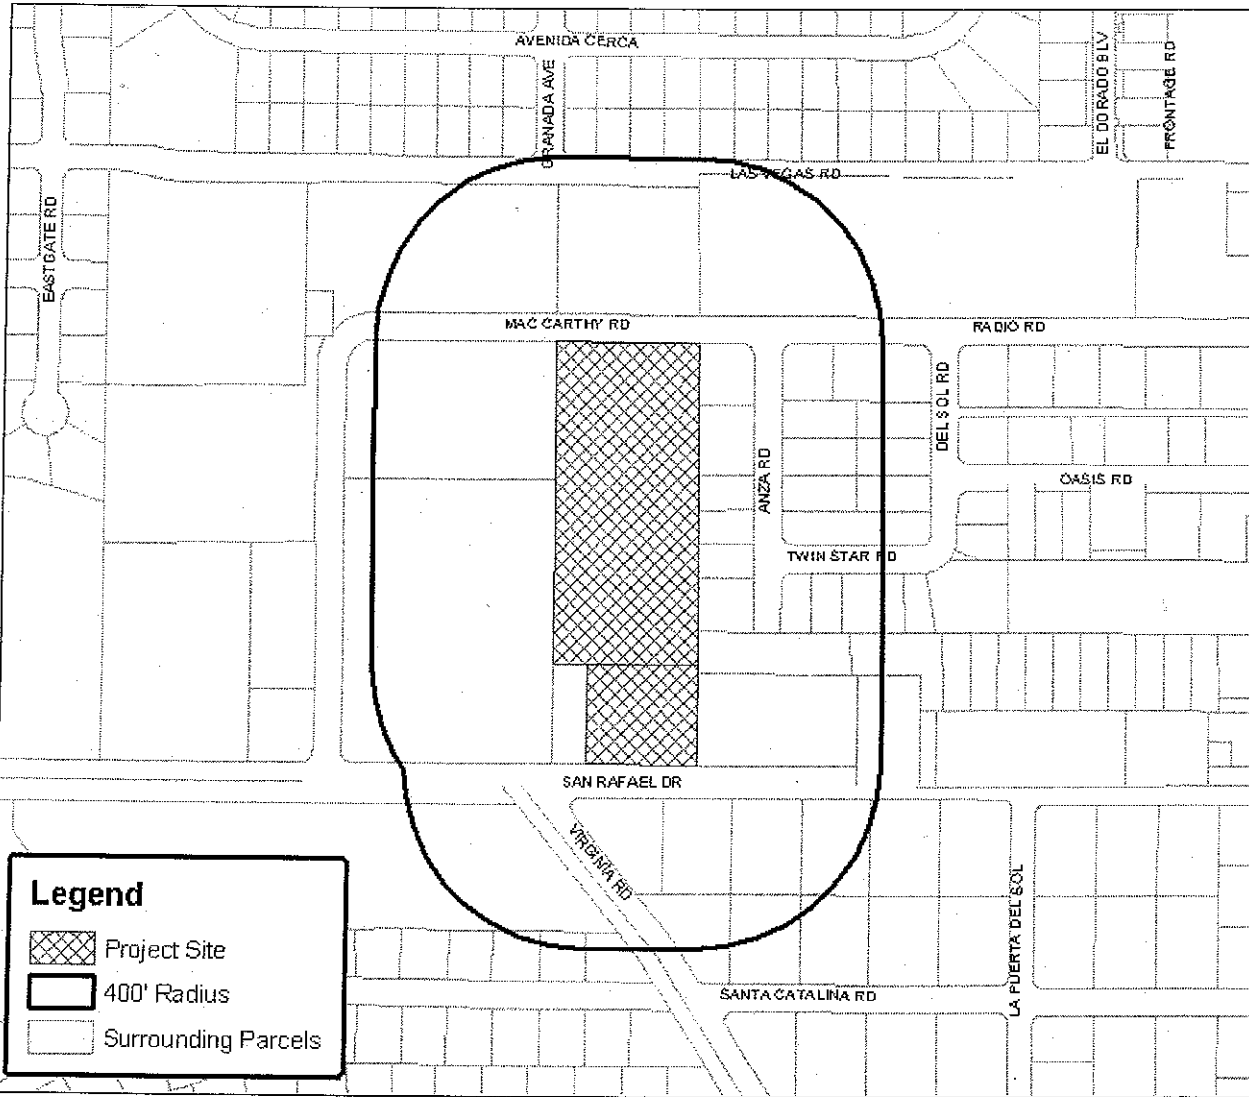 AVENIDA CERCA
GRANADA AVE
EL DORADO BLV
FRONTAGE RD
LAS VEGAS RD
EASTGATE RD
MAC CARTHY RD
RADIO RD
DEL SOL RD
ANZA RD
OASIS RD
TWIN STAR RD
SAN RAFAEL DR
VIRGINIA RD
LA PUERTA DEL SOL
SANTA CATALINA RD
Legend
Project Site
400' Radius
Surrounding Parcels